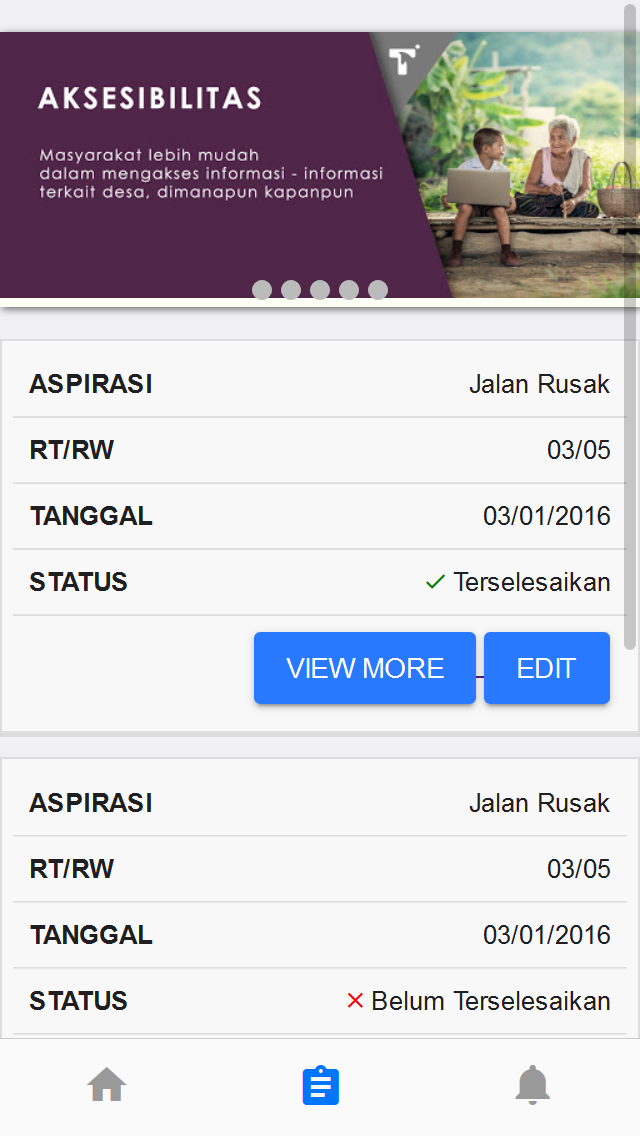 AKSESIBILITAS
Masyarakat lebih mudah
dalam mengakses informasi - informasi
terkait desa, dimanapun kapanpun
ASPIRASI Jalan Rusak
RT/RW 03/05
TANGGAL 03/01/2016
STATUS Terselesaikan
VIEW MORE EDIT
ASPIRASI Jalan Rusak
RT/RW 03/05
TANGGAL 03/01/2016
STATUS Belum Terselesaikan